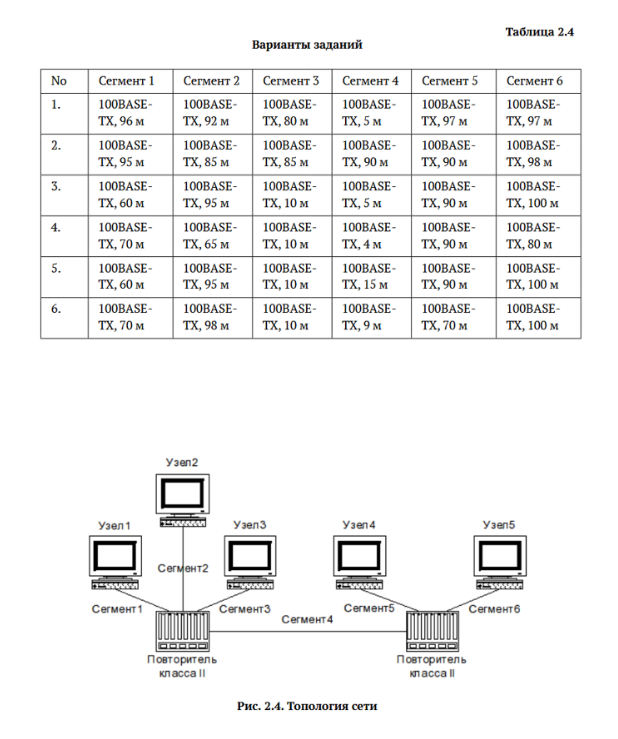 Таблица 2.4
Варианты заданий
No Сегмент 1 Сегмент 2 Сегмент 3 Сегмент 4 Сегмент 5 Сегмент 6
1. 100BASE- 100BASE- 100BASE- 100BASE- 100BASE- 100BASE-
TX, 96 м TX, 92 м TX, 80 м TX, 5 м TX, 97 м TX, 97 м
2. 100BASE- 100BASE- 100BASE- 100BASE- 100BASE- 100BASE-
TX, 95 м TX, 85 м TX, 85 м TX, 90 м TX, 90 м TX, 98 м
3. 100BASE- 100BASE- 100BASE- 100BASE- 100BASE- 100BASE-
TX, 60 м TX, 95 м TX, 10 м TX, 5 м TX, 90 м TX, 100 м
4. 100BASE- 100BASE- 100BASE- 100BASE- 100BASE- 100BASE-
TX, 70 м TX, 65 м TX, 10 м TX, 4 м TX, 90 м TX, 80 м
5. 100BASE- 100BASE- 100BASE- 100BASE- 100BASE- 100BASE-
TX, 60 м TX, 95 м TX, 10 м TX, 15 м TX, 90 м TX, 100 м
6. 100BASE- 100BASE- 100BASE- 100BASE- 100BASE- 100BASE-
TX, 70 м TX, 98 м TX, 10 м TX, 9 м TX, 70 м TX, 100 м
Узел2
Узел1 Узел3 Узел4 Узел5
Сегмент2
Сегмент1 Сегмент3 Сегмент5 Сегмент6
Сегмент4
Повторитель Повторитель
класса II класса II
Рис. 2.4. Топология сети